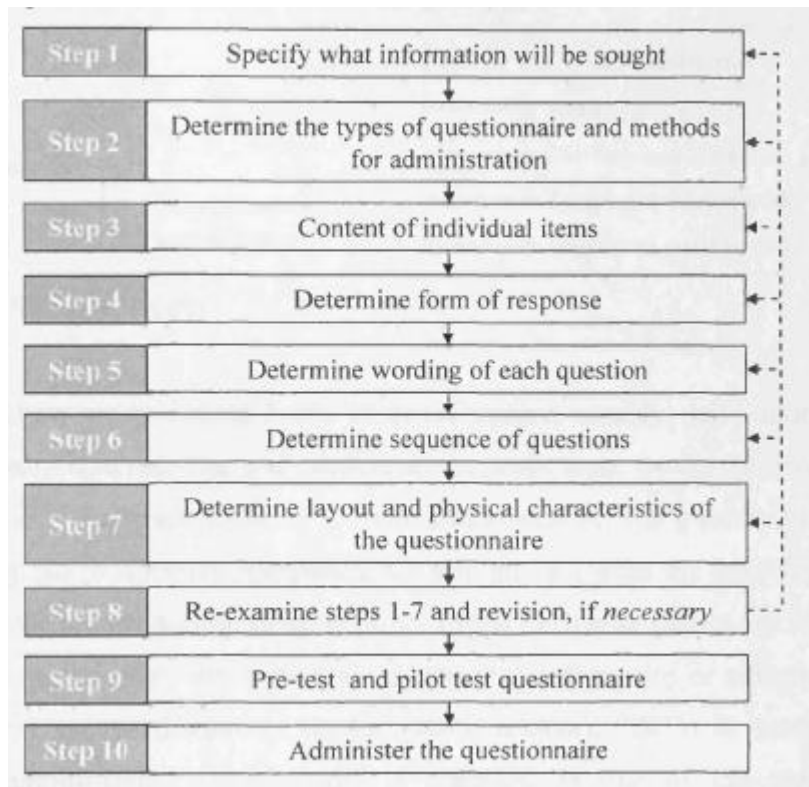 Step 1 Specify what information will be sought
Step 2 Determine the types of questionnaire and methods
for administration
Step 3 Content of individual items
Step 4 Determine form of response
Step 5 Determine wording of each question
Step 6 Determine sequence of questions
Step 7 Determine layout and physical characteristics of
the questionnaire
Step 8 Re-examine steps 1-7 and revision, if necessary
Step 9 Pre-test and pilot test questionnaire
Step 10 Administer the questionnaire